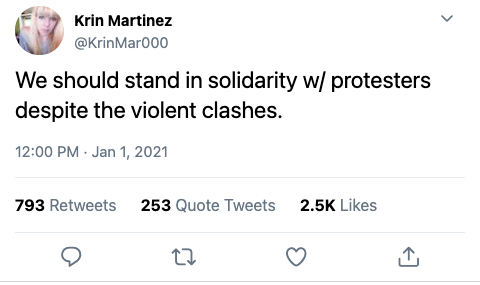 Krin Martinez
@KrinMar000
We should stand in solidarity w/ protesters
despite the violent clashes.
12:00 PM · Jan 1, 2021
793 Retweets 253 Quote Tweets 2.5K Likes